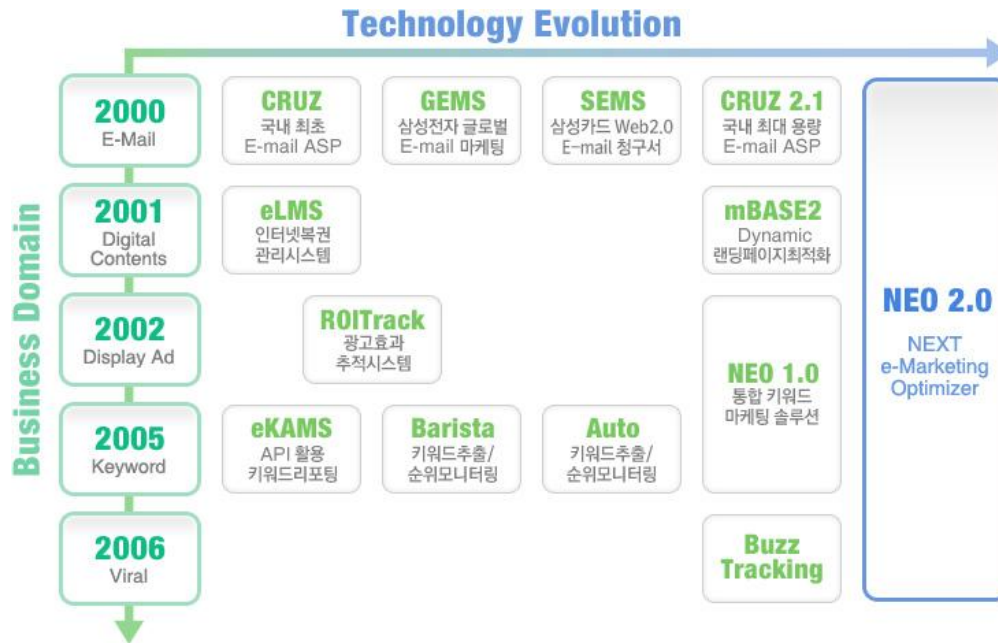 Technology Evolution
Business Domain
2000
E-Mail
CRUZ
국내 최초
E-mail ASP
GEMS
삼성전자 글로벌
E-mail 마케팅
SEMS
삼성카드 Web2.0
E-mail 청구서
CRUZ 2.1
국내 최대 용량
E-mail ASP
2001
Digital
Contents
eLMS
인터넷복권
관리시스템
mBASE2
Dynamic
랜딩페이지최적화
2002
Display Ad
ROITrack
광고효과
추적시스템
NEO 1.0
통합 키워드
마케팅 솔루션
NEO 2.0
NEXT
e-Marketing
Optimizer
2005
Keyword
eKAMS
API 활용
키워드리포팅
Barista
키워드추출/
순위모니터링
Auto
키워드추출/
순위모니터링
2006
Viral
Buzz
Tracking